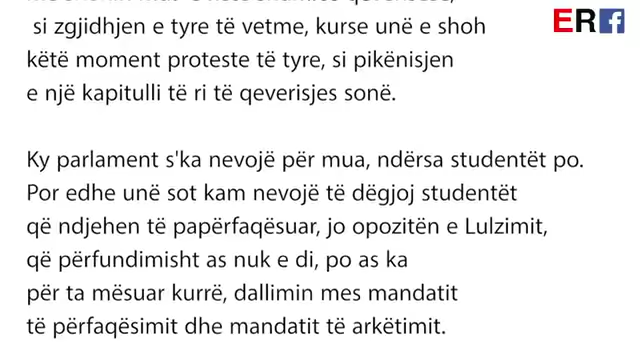 ER f
si zgjidhjen e tyre të vetme, kurse unë e shoh
këtë moment proteste të tyre, si pikënisjen
e një kapitulli të ri të qeverisjes sonë.
Ky parlament s'ka nevojë për mua, ndërsa studentët po.
Por edhe unë sot kam nevojë të dëgjoj studentët
që ndjehen të papërfaqësuar, jo opozitën e Lulzimit,
që përfundimisht as nuk e di, po as ka
për ta mësuar kurrë, dallimin mes mandatit
të përfaqësimit dhe mandatit të arkëtimit.